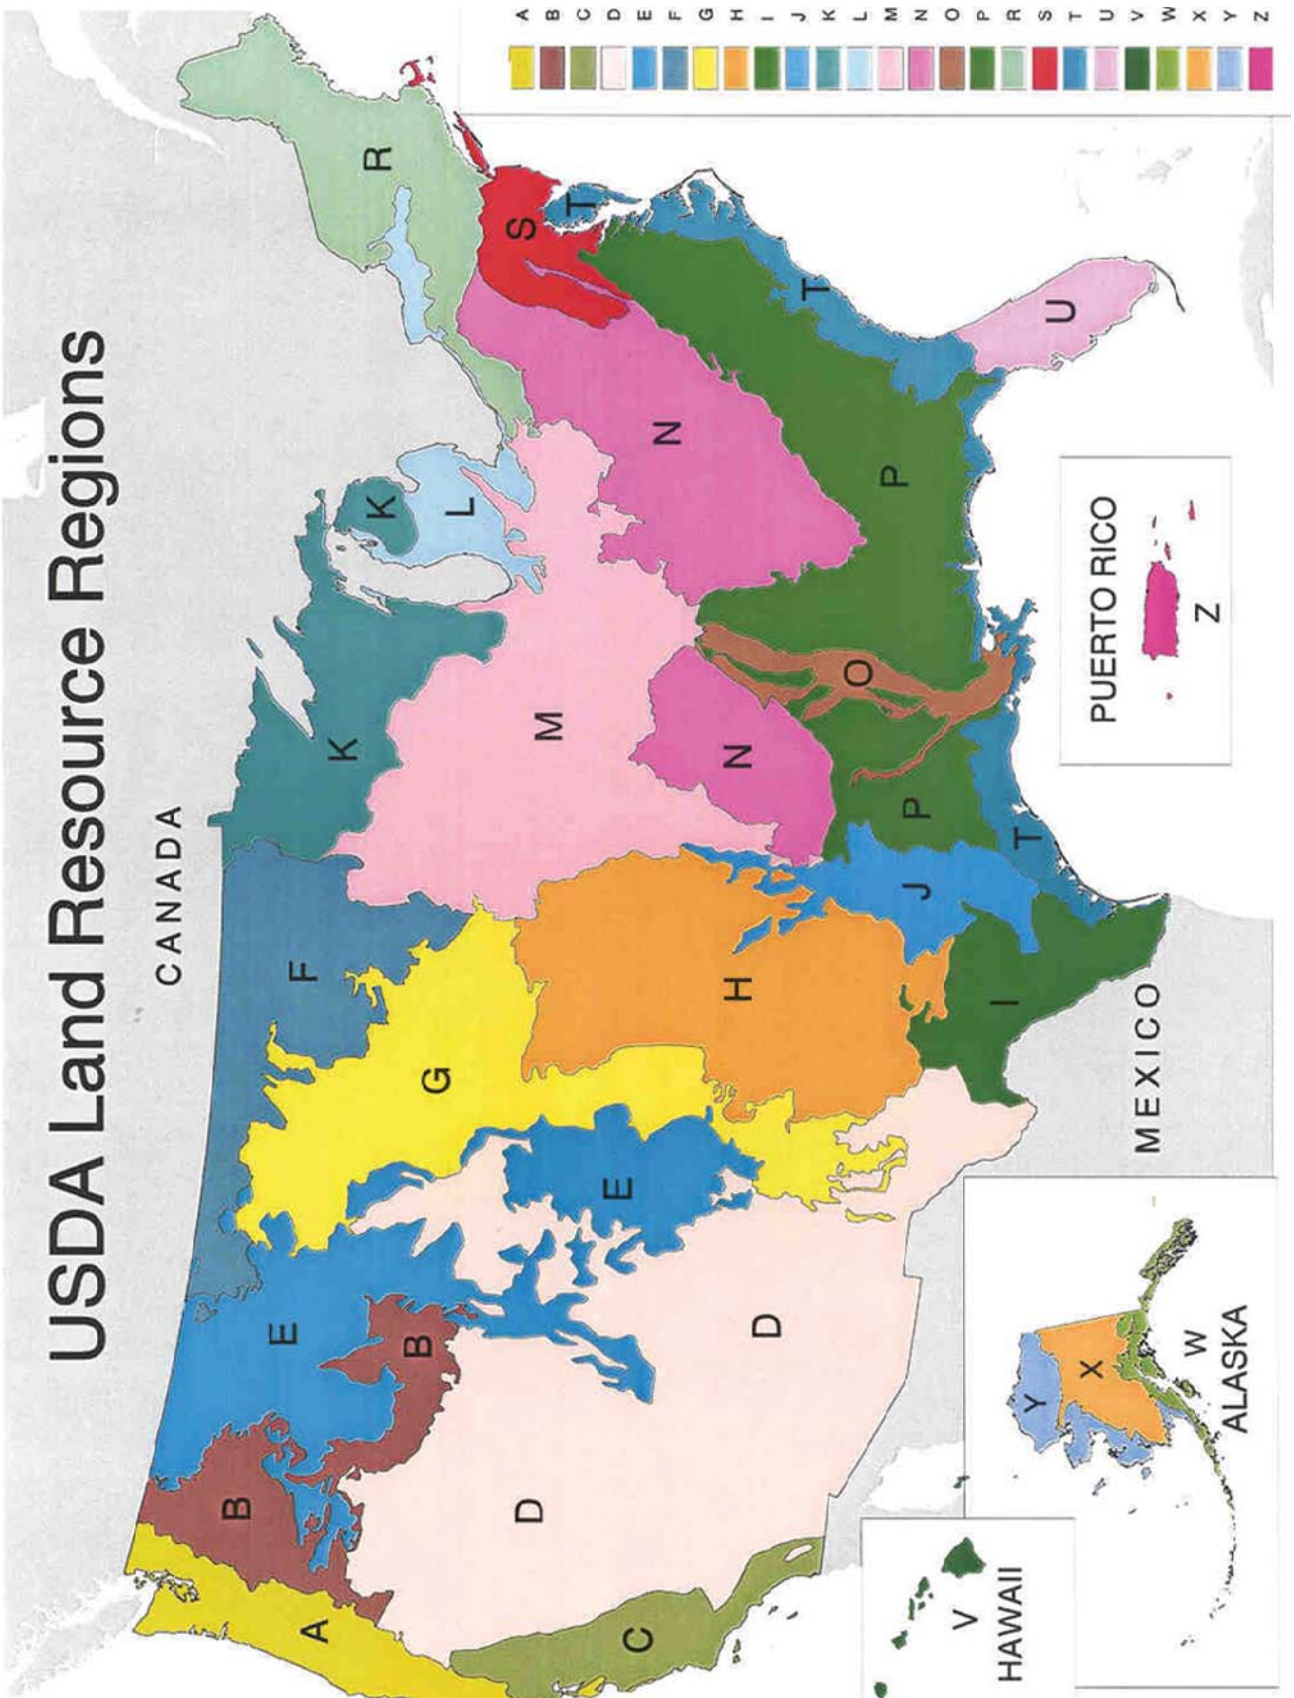 USDA Land Resource Regions
CANADA
A
B
E
F
K
K
R
G
L
B
M
S
T
D
E
N
C
H
N
D
O
P
T
J
P
I
T
U
MEXICO
V
HAWAII
Y
X
W
ALASKA
PUERTO RICO
Z
A
B
C
D
E
F
G
H
I
J
K
L
M
N
O
P
R
S
T
U
V
W
X
Y
Z